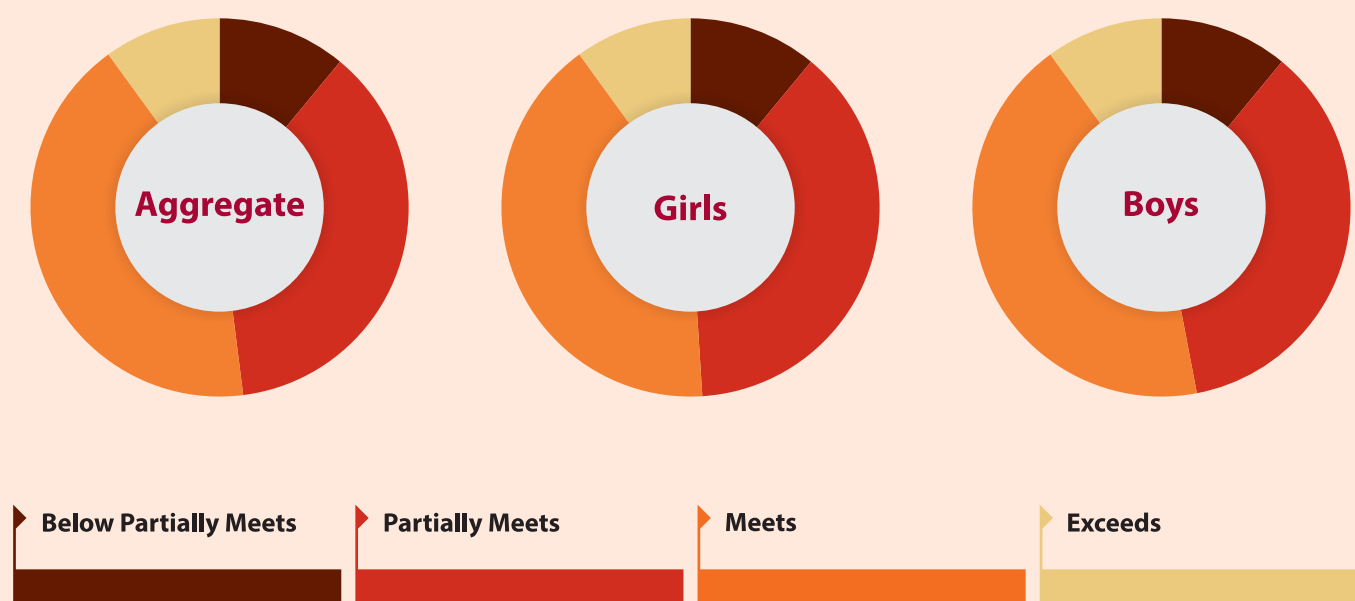 Aggregate
Girls
Boys
Below Partially Meets
Partially Meets
Meets
Exceeds